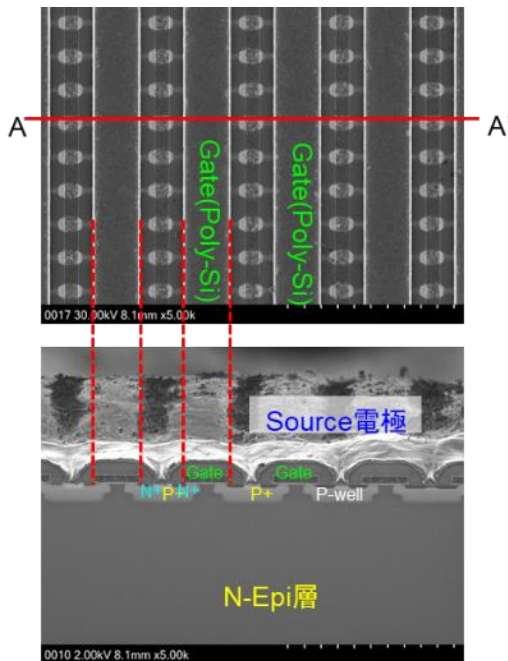 A
A'
Gate(Poly-Si)
Gate(Poly-Si)
0017 30.00kV 8.1mm x5.00k
Source電極
Gate
Gate
N+
P+
N+
P+
P-well
N-Epi層
0010 2.00kV 8.1mm x5.00k